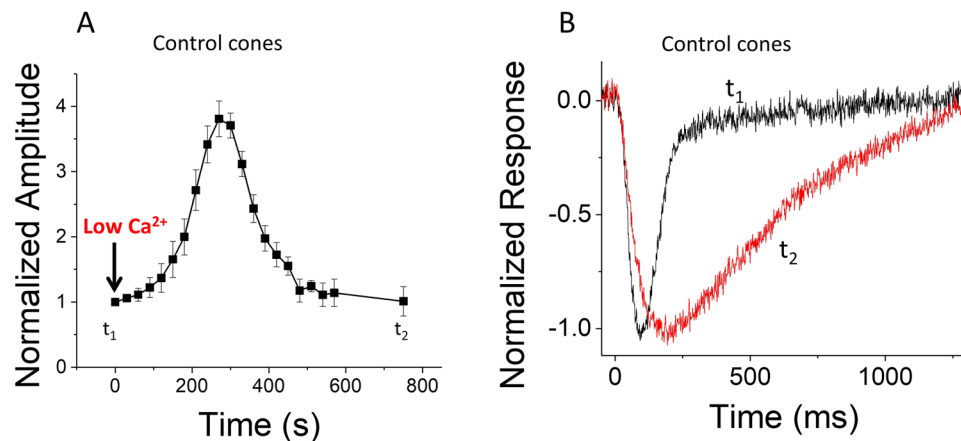 A
Control cones
Normalized Amplitude
4
3
2
1
0
Low Ca²⁺
t₁
t₂
0 200 400 600 800
Time (s)
B
Control cones
Normalized Response
0.0
-0.5
-1.0
t₁
t₂
0 500 1000
Time (ms)